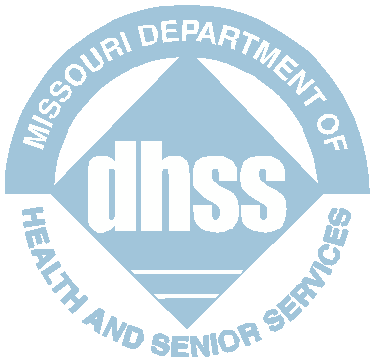 MISSOURI DEPARTMENT OF
dhss
HEALTH AND SENIOR SERVICES